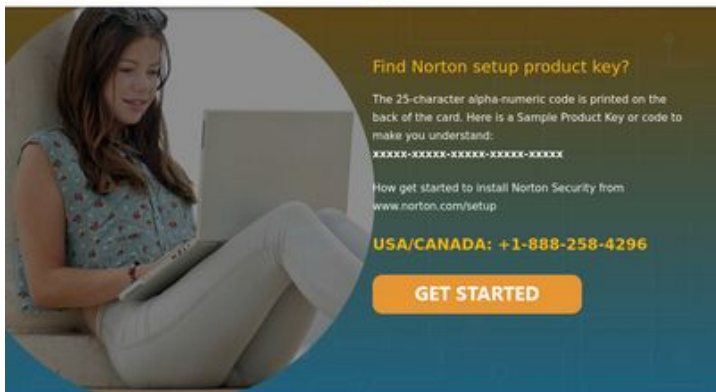 Find Norton setup product key?
The 25-character alpha-numeric code is printed on the
back of the card. Here is a Sample Product Key or code to
make you understand:
xxxxx-xxxxx-xxxxx-xxxxx-xxxxx
How get started to install Norton Security from
www.norton.com/setup
USA/CANADA: +1-888-258-4296
GET STARTED